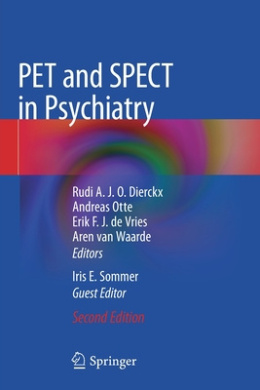 PET and SPECT
in Psychiatry
Rudi A. J. O. Dierckx
Andreas Otte
Erik F. J. de Vries
Aren van Waarde
Editors
Iris E. Sommer
Guest Editor
Second Edition
Springer